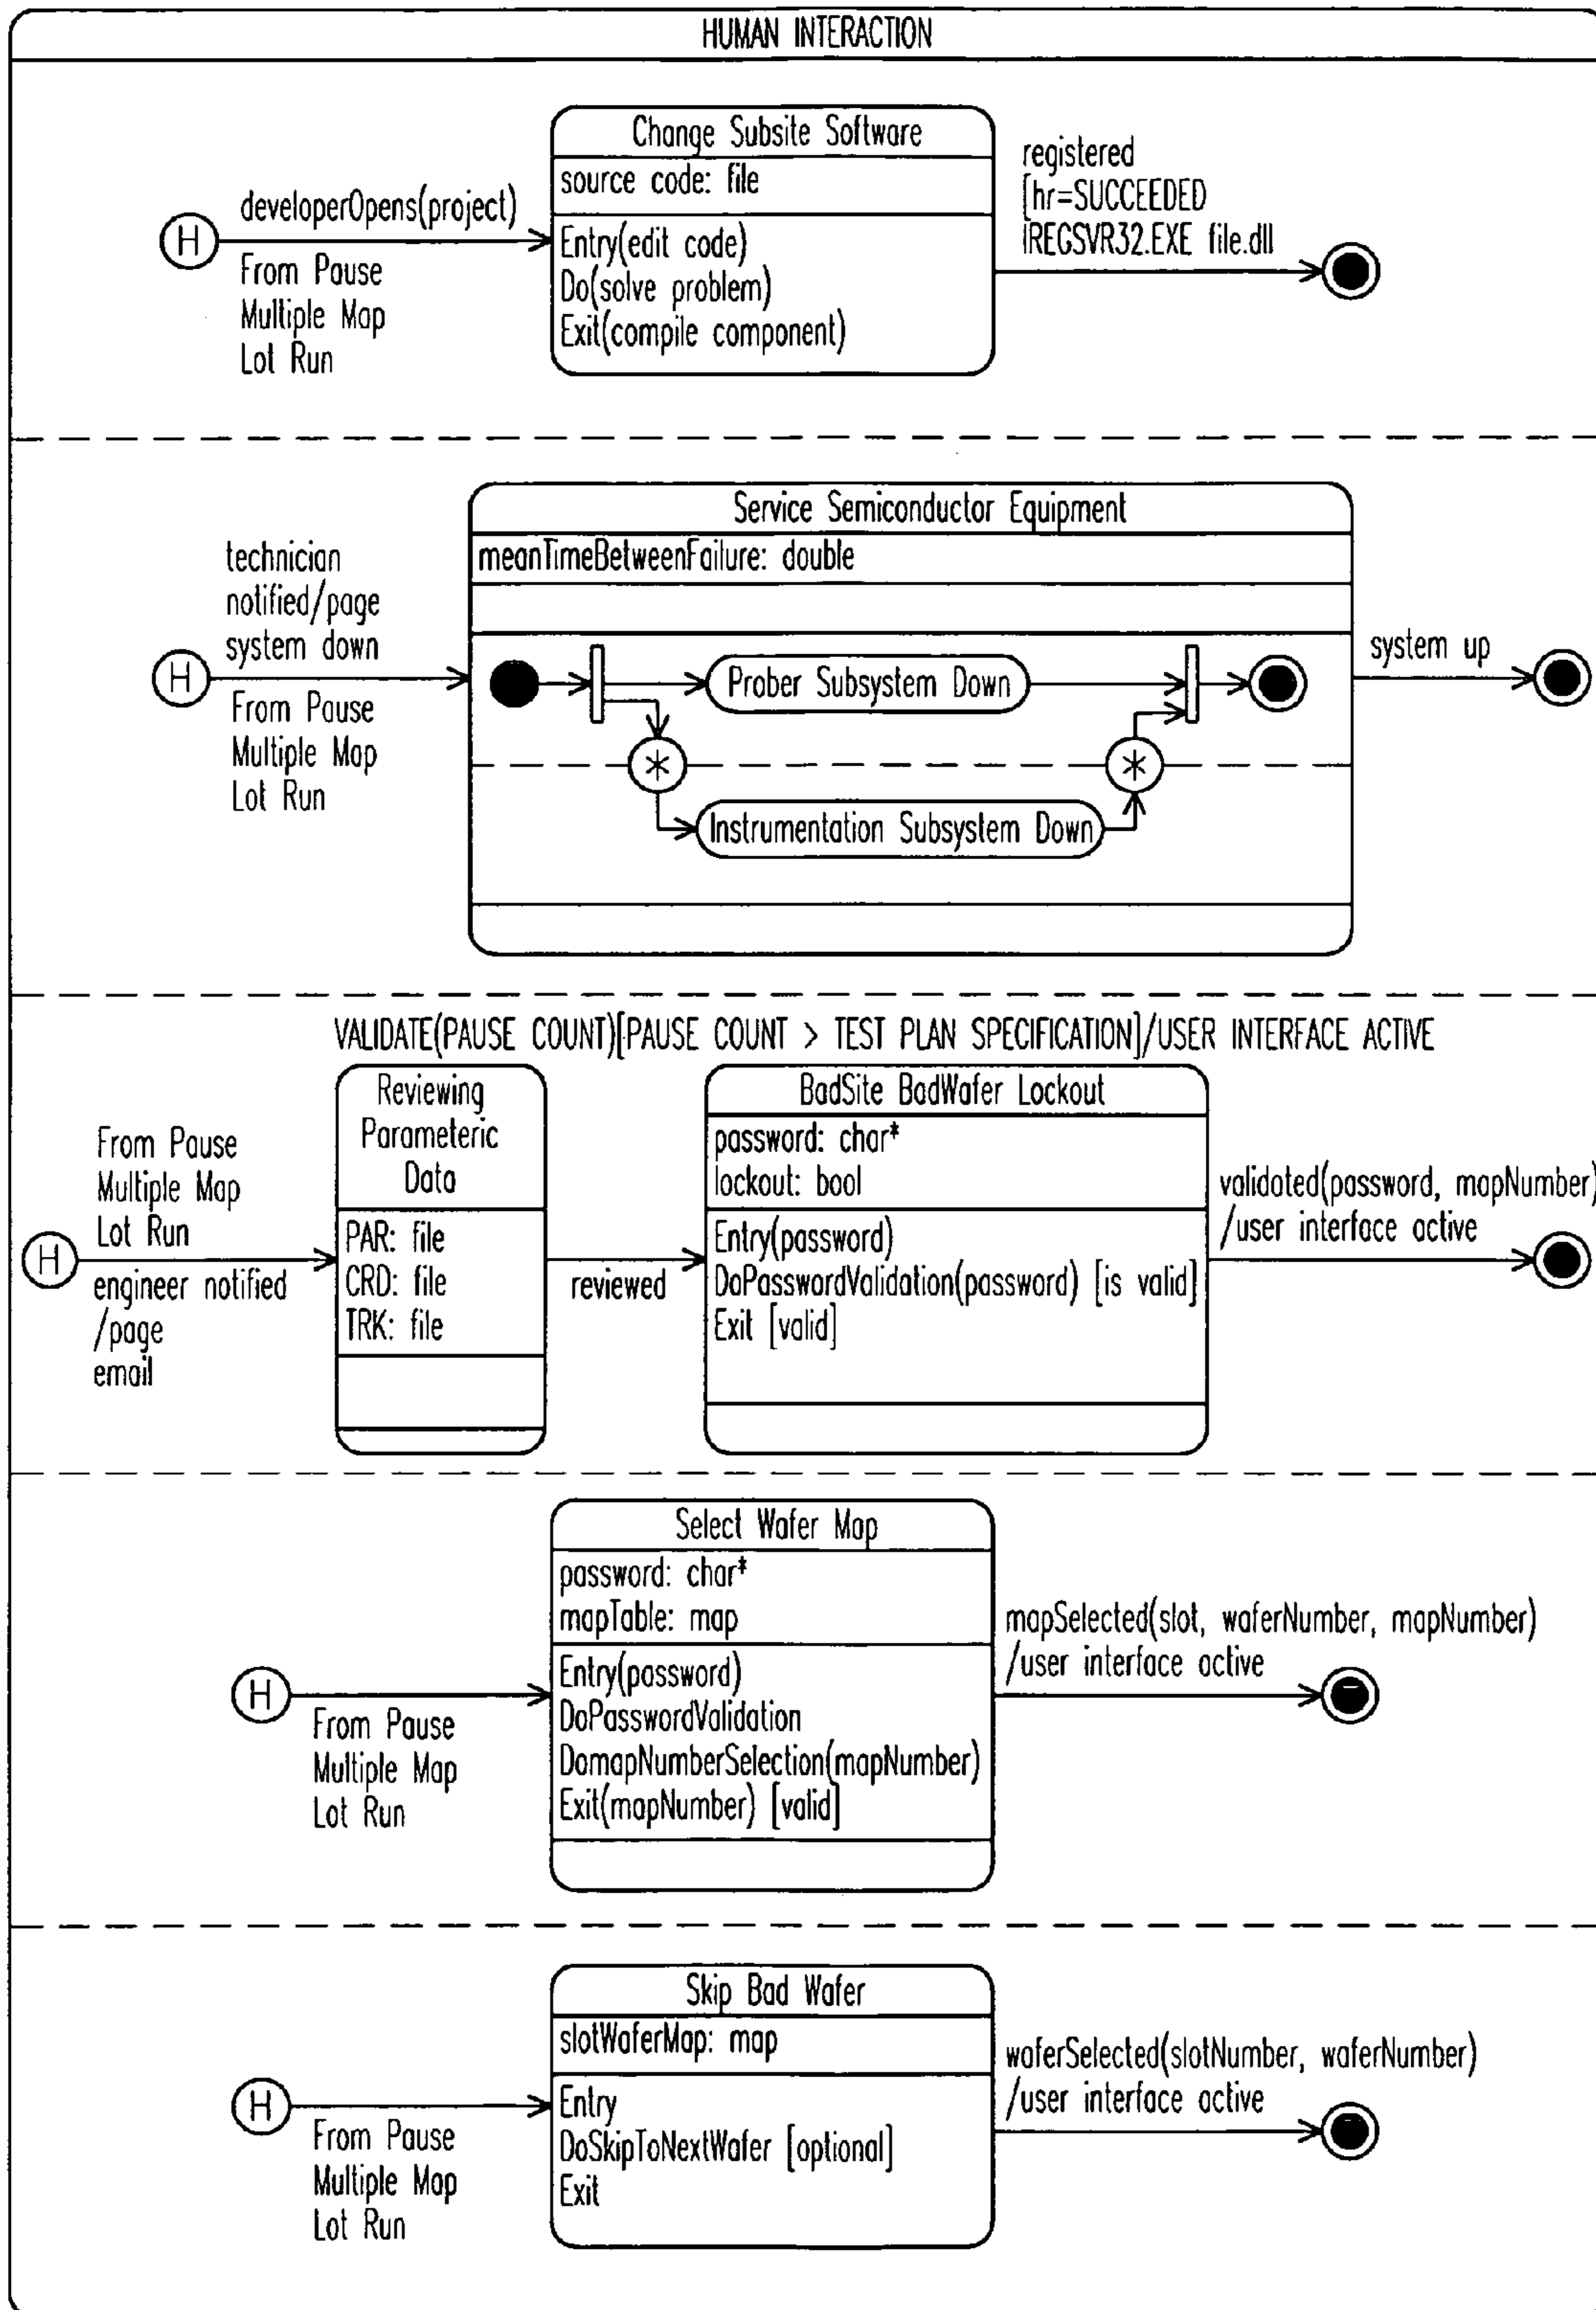 HUMAN INTERACTION
Change Subsite Software
source code: file
Entry(edit code)
Do(solve problem)
Exit(compile component)
H
developerOpens(project)
From Pause
Multiple Map
Lot Run
registered
[hr=SUCCEEDED
IREGSVR32.EXE file.dll
Service Semiconductor Equipment
meanTimeBetweenFailure: double
technician
notified/page
system down
H
From Pause
Multiple Map
Lot Run
Prober Subsystem Down
*
*
Instrumentation Subsystem Down
system up
VALIDATE(PAUSE COUNT)[PAUSE COUNT > TEST PLAN SPECIFICATION]/USER INTERFACE ACTIVE
From Pause
Multiple Map
Lot Run
H
engineer notified
/page
email
Reviewing
Parameteric
Data
PAR: file
CRD: file
TRK: file
reviewed
BadSite BadWafer Lockout
password: char*
lockout: bool
Entry(password)
DoPasswordValidation(password) [is valid]
Exit [valid]
validated(password, mapNumber)
/user interface active
Select Wafer Map
password: char*
mapTable: map
Entry(password)
DoPasswordValidation
DomapNumberSelection(mapNumber)
Exit(mapNumber) [valid]
H
From Pause
Multiple Map
Lot Run
mapSelected(slot, waferNumber, mapNumber)
/user interface active
Skip Bad Wafer
slotWaferMap: map
Entry
DoSkipToNextWafer [optional]
Exit
H
From Pause
Multiple Map
Lot Run
waferSelected(slotNumber, waferNumber)
/user interface active